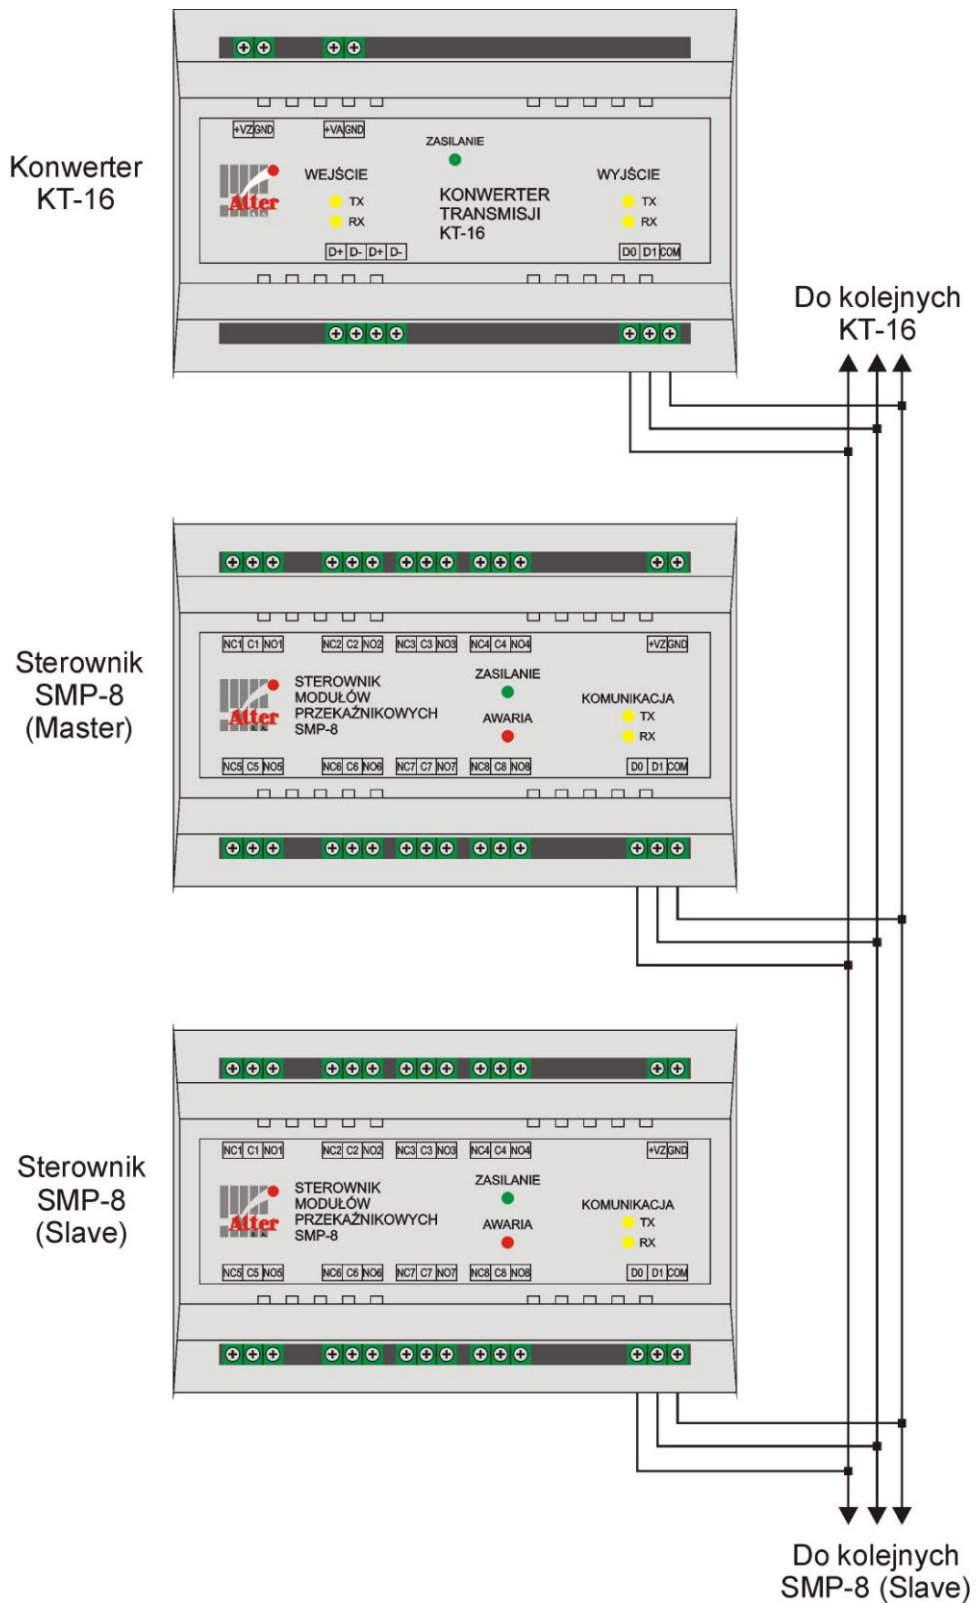 Konwerter
KT-16
+VZ GND
+VA GND
ZASILANIE
Alter
S.A.
WEJŚCIE
TX
RX
KONWERTER
TRANSMISJI
KT-16
WYJŚCIE
TX
RX
D+ D- D+ D-
D0 D1 COM
Do kolejnych
KT-16
Sterownik
SMP-8
(Master)
NC1 C1 NO1
NC2 C2 NO2
NC3 C3 NO3
NC4 C4 NO4
+VZ GND
Alter
S.A.
STEROWNIK
MODUŁÓW
PRZEKAŹNIKOWYCH
SMP-8
ZASILANIE
AWARIA
KOMUNIKACJA
TX
RX
NC5 C5 NO5
NC6 C6 NO6
NC7 C7 NO7
NC8 C8 NO8
D0 D1 COM
Sterownik
SMP-8
(Slave)
NC1 C1 NO1
NC2 C2 NO2
NC3 C3 NO3
NC4 C4 NO4
+VZ GND
Alter
S.A.
STEROWNIK
MODUŁÓW
PRZEKAŹNIKOWYCH
SMP-8
ZASILANIE
AWARIA
KOMUNIKACJA
TX
RX
NC5 C5 NO5
NC6 C6 NO6
NC7 C7 NO7
NC8 C8 NO8
D0 D1 COM
Do kolejnych
SMP-8 (Slave)